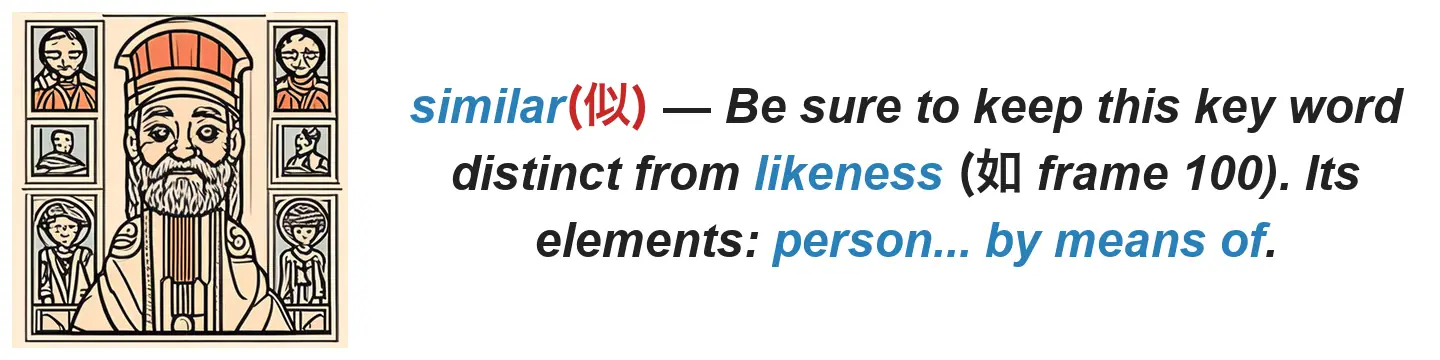 similar(似) — Be sure to keep this key word
distinct from likeness (如 frame 100). Its
elements: person... by means of.